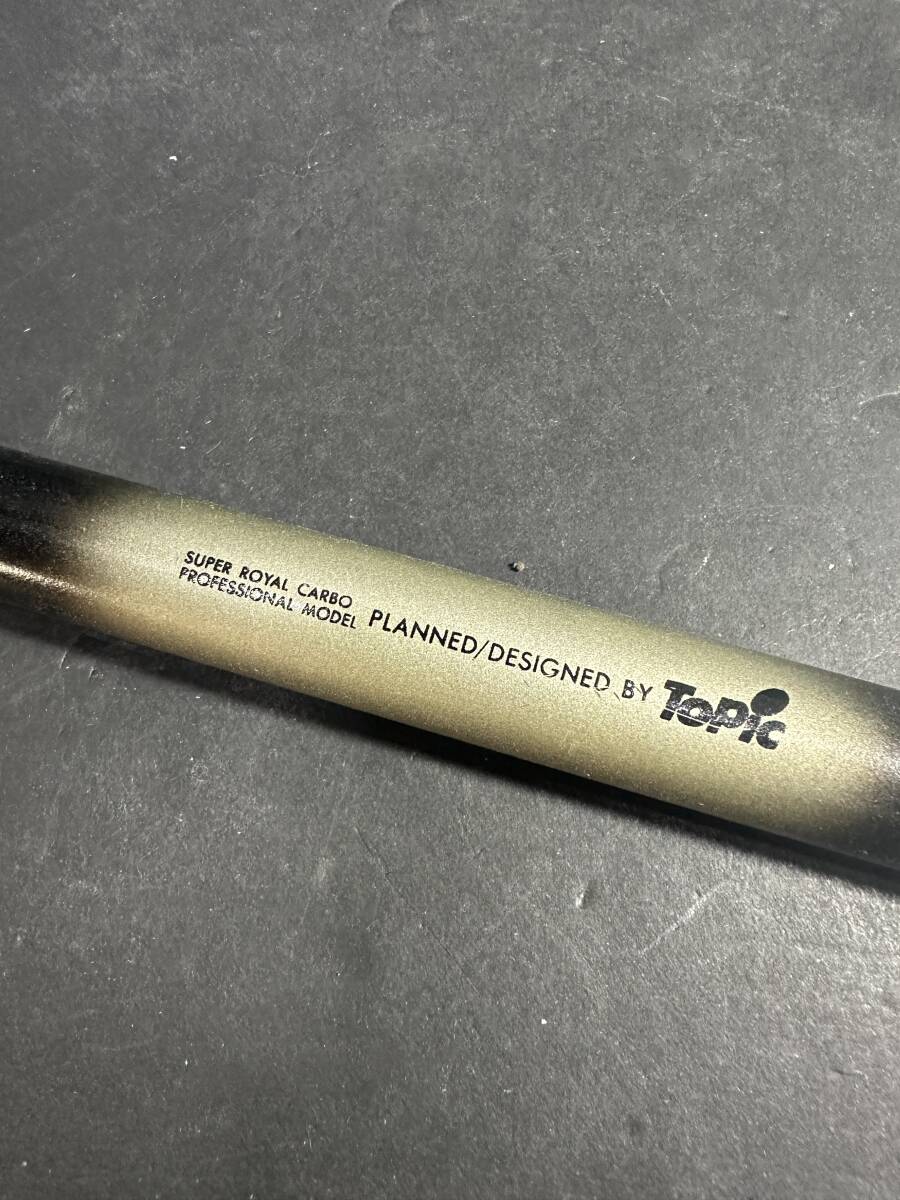 SUPER ROYAL CARBO
PROFESSIONAL MODEL
PLANNED/DESIGNED BY Topic